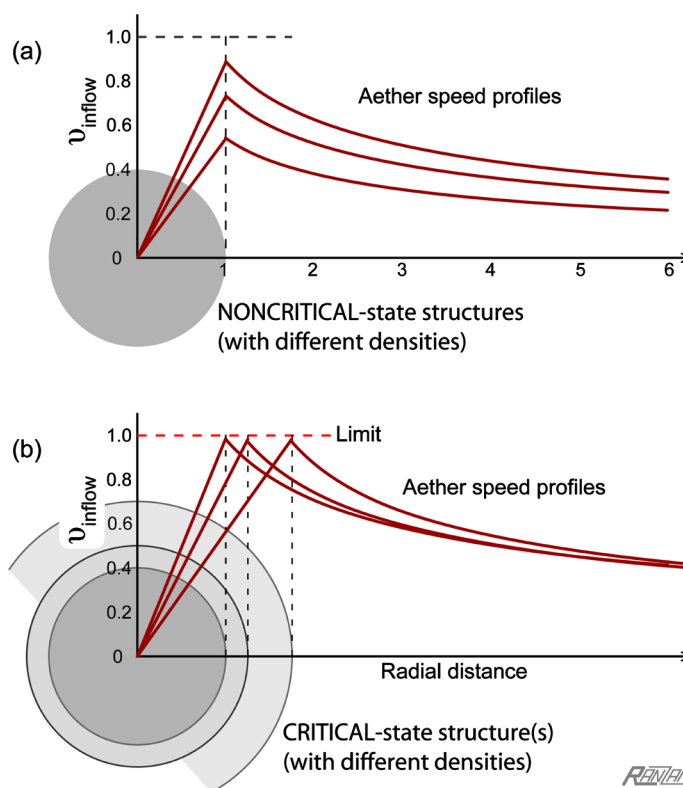 (a)
1.0
0.8
0.6
0.4
0.2
0
υinflow
Aether speed profiles
1 2 3 4 5 6
NONCRITICAL-state structures
(with different densities)
(b)
1.0
0.8
0.6
0.4
0.2
0
υinflow
Limit
Aether speed profiles
Radial distance
CRITICAL-state structure(s)
(with different densities)